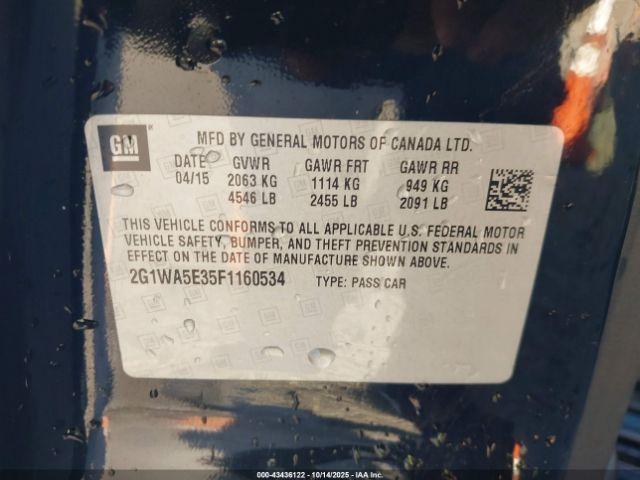 GM
MFD BY GENERAL MOTORS OF CANADA LTD.
DATE GVWR GAWR FRT GAWR RR
04/15 2063 KG 1114 KG 949 KG
4546 LB 2455 LB 2091 LB
THIS VEHICLE CONFORMS TO ALL APPLICABLE U.S. FEDERAL MOTOR
VEHICLE SAFETY, BUMPER, AND THEFT PREVENTION STANDARDS IN
EFFECT ON THE DATE OF MANUFACTURE SHOWN ABOVE.
2G1WA5E35F1160534 TYPE: PASS CAR
000-43436122 - 10/14/2025 - IAA Inc.